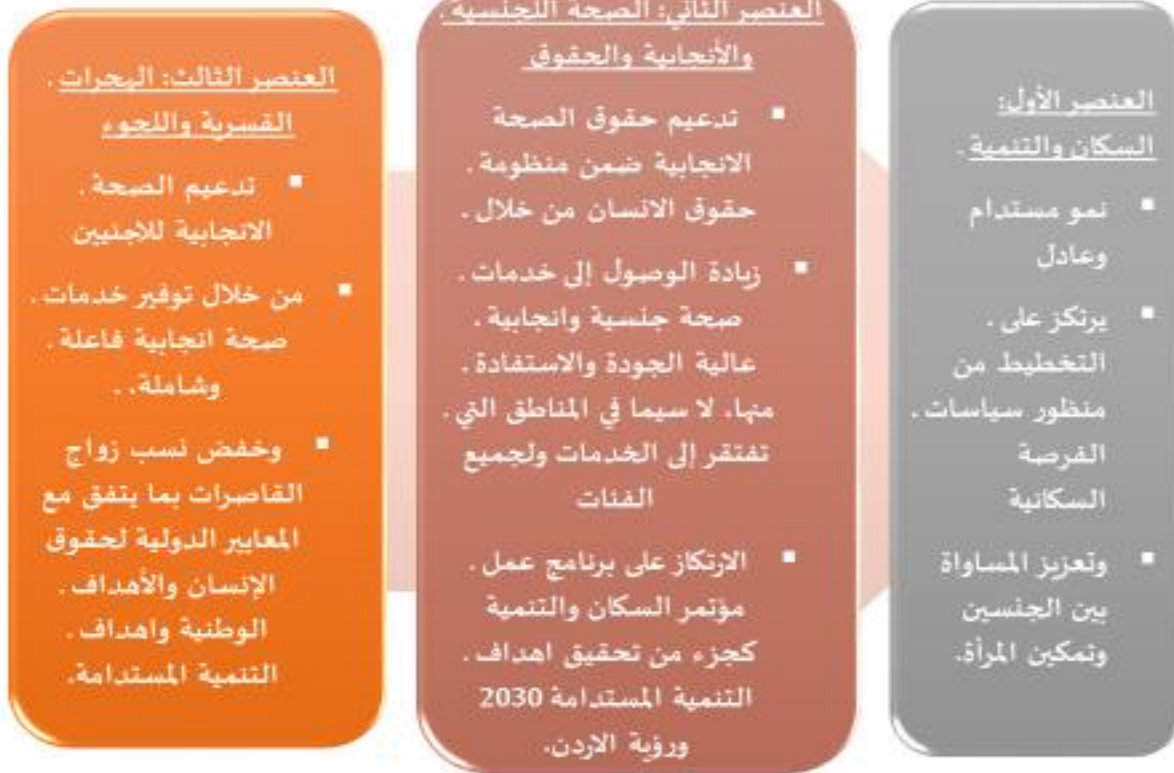 العنصر الأول:
السكان والتنمية.
▪ نمو مستدام
وعادل
▪ يرتكز على.
التخطيط من
منظور سياسات.
الفرصة
السكانية
▪ وتعزيز المساواة
بين الجنسين
وتمكين المرأة.
العنصر الثاني: الصحة اللجنسية.
والأنجابية والحقوق
▪ تدعيم حقوق الصحة
الانجابية ضمن منظومة.
حقوق الانسان من خلال.
▪ زيادة الوصول إلى خدمات.
صحة جنسية وانجابية.
عالية الجودة والاستفادة.
منها، لا سيما في المناطق التي.
تفتقر إلى الخدمات ولجميع
الفئات
▪ الارتكاز على برنامج عمل.
مؤتمر السكان والتنمية
كجزء من تحقيق اهداف.
التنمية المستدامة 2030
ورؤية الاردن.
العنصر الثالث: الهجرات.
القسرية واللجوء
▪ تدعيم الصحة.
الانجابية للاجئيين
▪ من خلال توفير خدمات.
صحة انجابية فاعلة.
وشاملة..
▪ وخفض نسب زواج
القاصرات بما يتفق مع
المعايير الدولية لحقوق
الإنسان والأهداف.
الوطنية واهداف.
التنمية المستدامة.